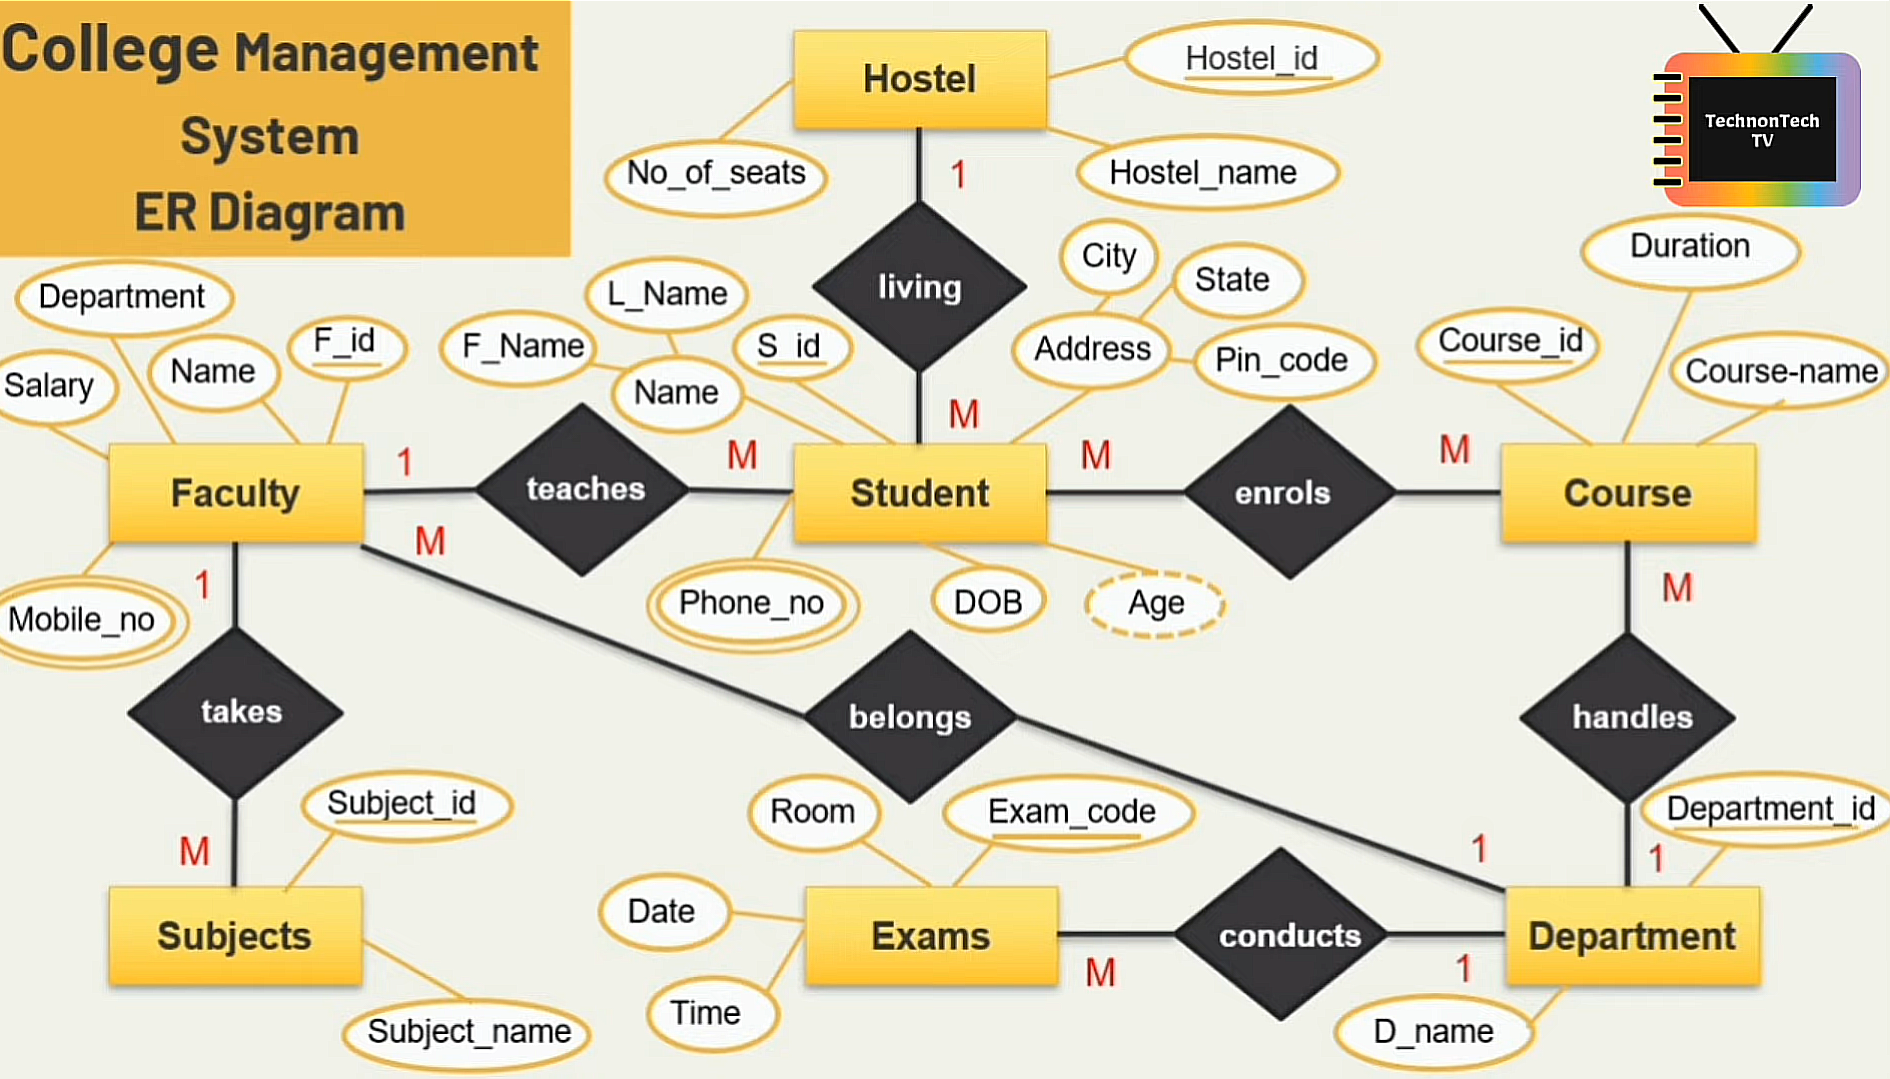 College Management
System
ER Diagram
Hostel
Hostel_id
No_of_seats
Hostel_name
1
TechnonTech
TV
living
City
State
Duration
Department
L_Name
F_id
F_Name
S_id
Address
Pin_code
Course_id
Course-name
Salary
Name
Name
M
1
M
M
M
Faculty
teaches
Student
enrols
Course
M
1
M
Mobile_no
Phone_no
DOB
Age
takes
belongs
handles
Subject_id
Room
Exam_code
Department_id
M
1
1
Date
Subjects
Exams
conducts
Department
M
1
Time
Subject_name
D_name